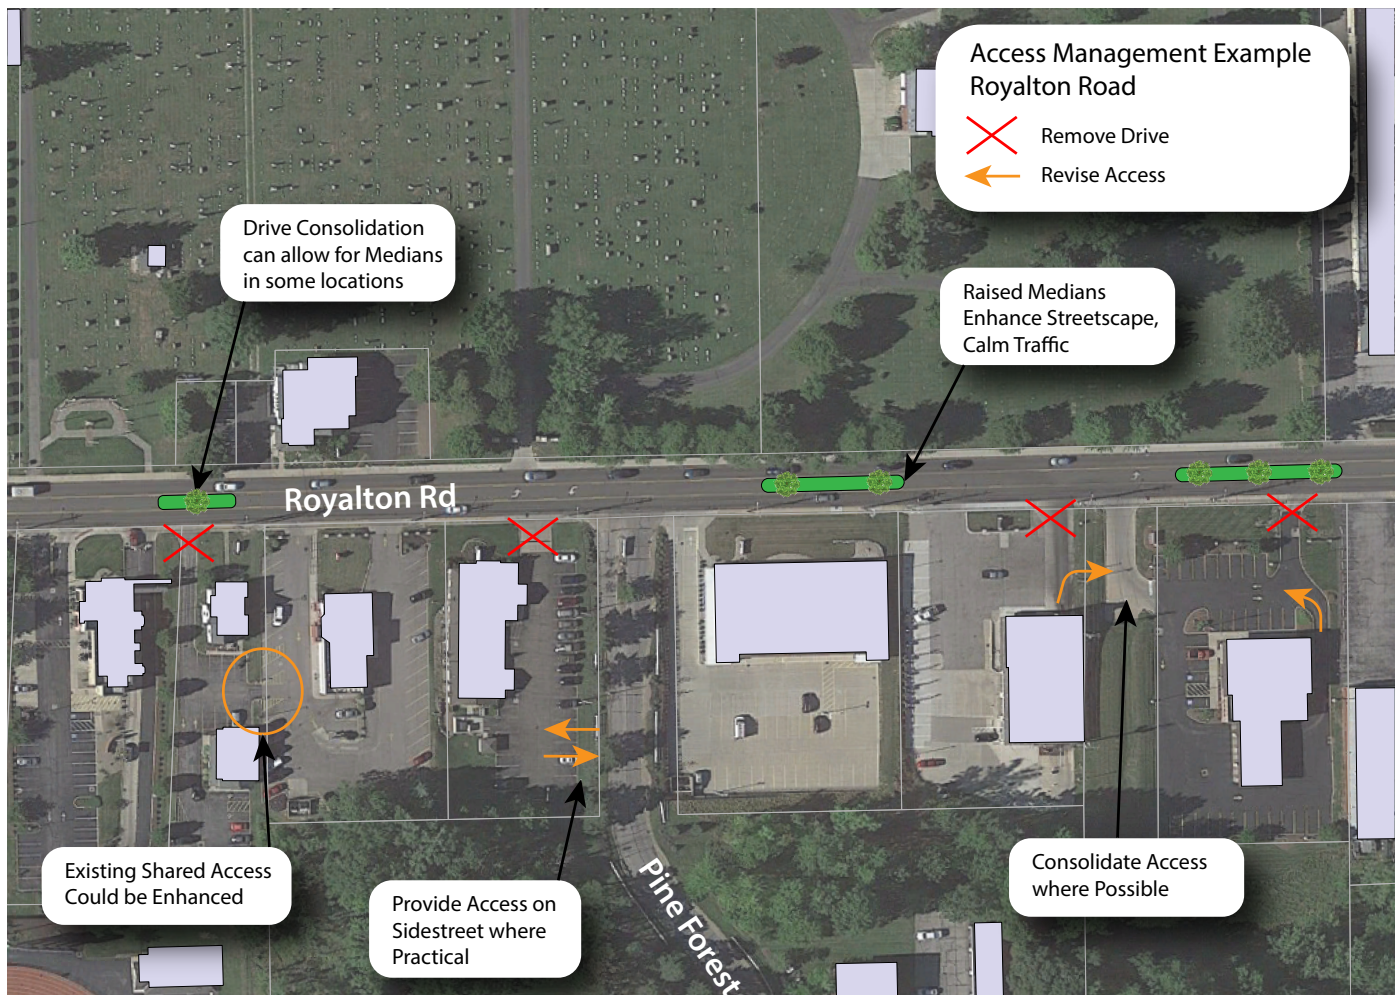 Access Management Example
Royalton Road
Remove Drive
Revise Access
Drive Consolidation
can allow for Medians
in some locations
Raised Medians
Enhance Streetscape,
Calm Traffic
Royalton Rd
Existing Shared Access
Could be Enhanced
Provide Access on
Sidestreet where
Practical
Consolidate Access
where Possible
Pine Forest